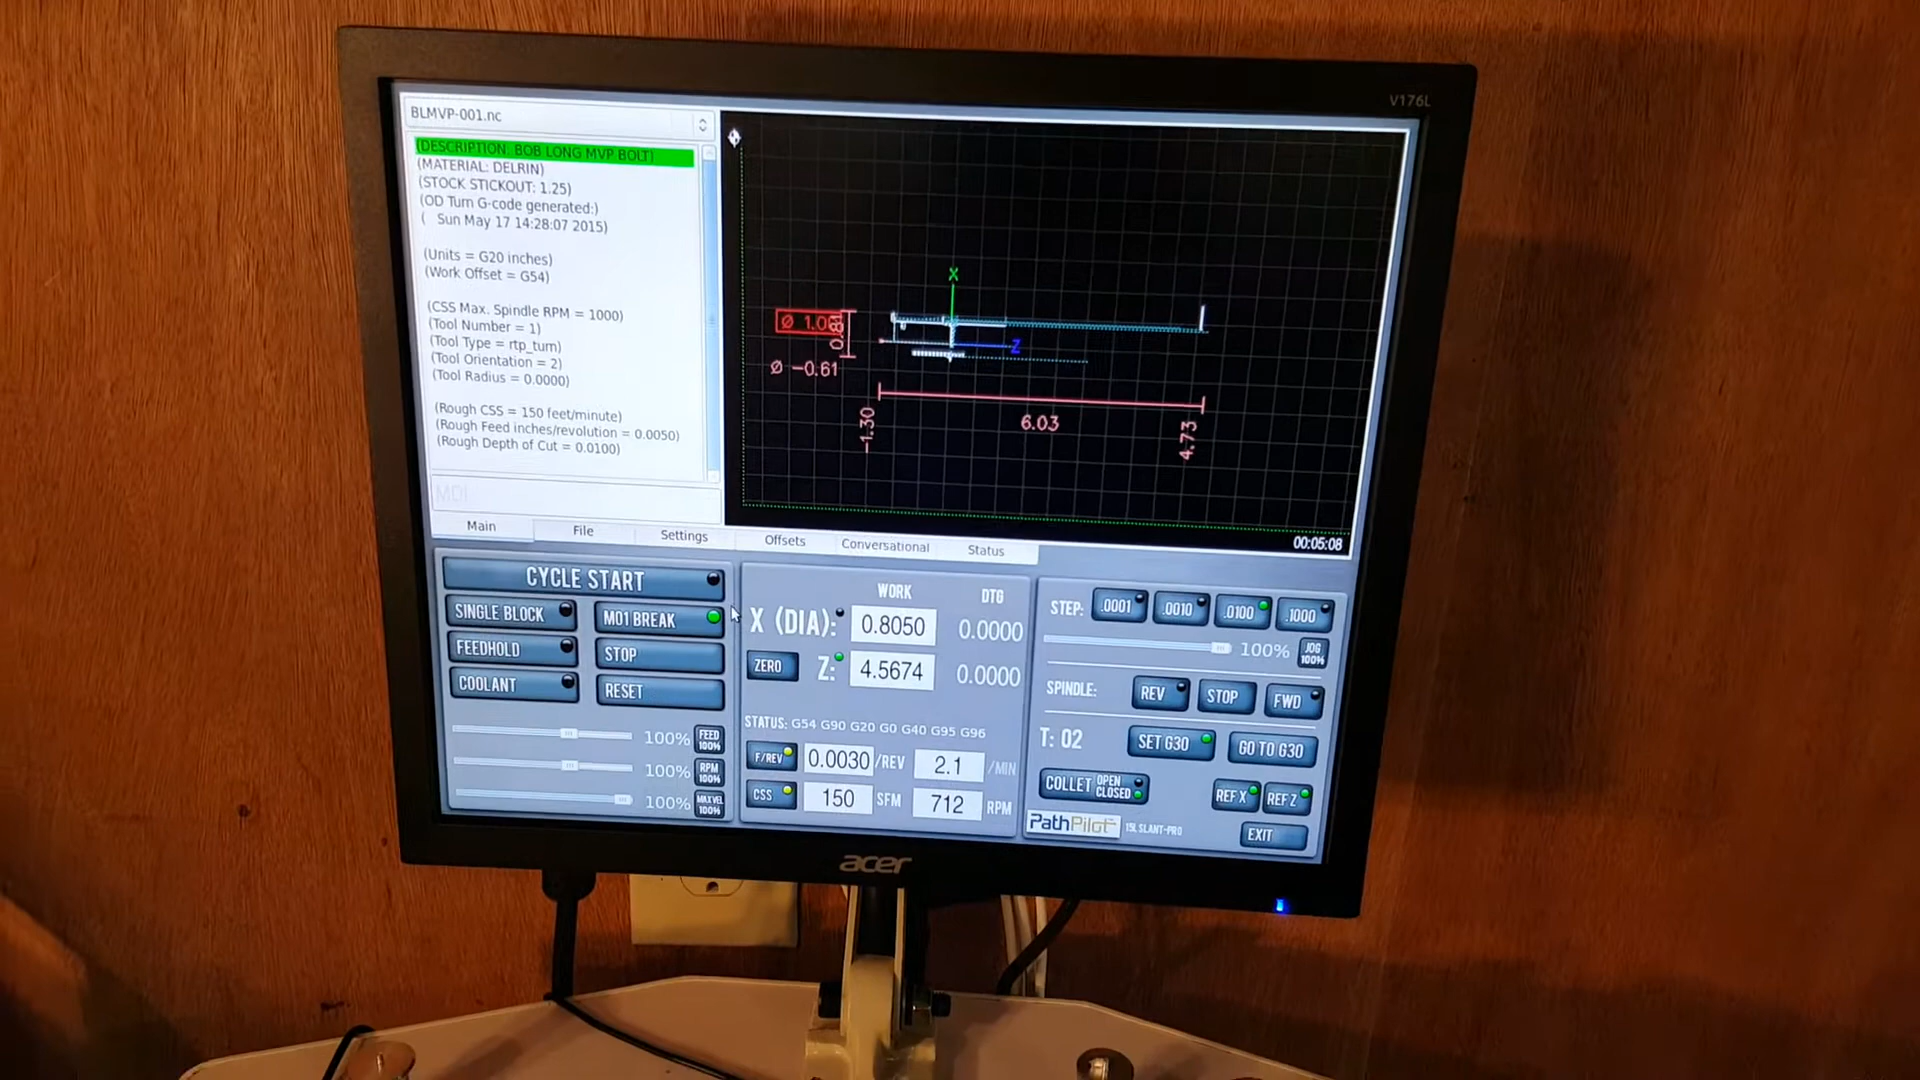 V176L
BLMVP-001.nc
(DESCRIPTION: BOB LONG MVP BOLT)
(MATERIAL: DELRIN)
(STOCK STICKOUT: 1.25)
(OD Turn G-code generated:)
( Sun May 17 14:28:07 2015)
(Units = G20 inches)
(Work Offset = G54)
(CSS Max. Spindle RPM = 1000)
(Tool Number = 1)
(Tool Type = rtp_turn)
(Tool Orientation = 2)
(Tool Radius = 0.0000)
(Rough CSS = 150 feet/minute)
(Rough Feed inches/revolution = 0.0050)
(Rough Depth of Cut = 0.0100)
MDI
X
Z
Ø −0.61
−1.30
6.03
4.73
00:05:08
Main
File
Settings
Offsets
Conversational
Status
CYCLE START
SINGLE BLOCK
M01 BREAK
FEEDHOLD
STOP
COOLANT
RESET
100%
FEED
100%
100%
RPM
100%
100%
MAXVEL
100%
WORK
DTG
X (DIA):
0.8050
0.0000
ZERO
Z:
4.5674
0.0000
STATUS: G54 G90 G20 G0 G40 G95 G96
F/REV
0.0030
/REV
2.1
/MIN
CSS
150
SFM
712
RPM
STEP:
.0001
.0010
.0100
.1000
100%
JOG
100%
SPINDLE:
REV
STOP
FWD
T: 02
SET G30
GO TO G30
COLLET
OPEN
CLOSED
REF X
REF Z
PathPilot
15L SLANT-PRO
EXIT
acer